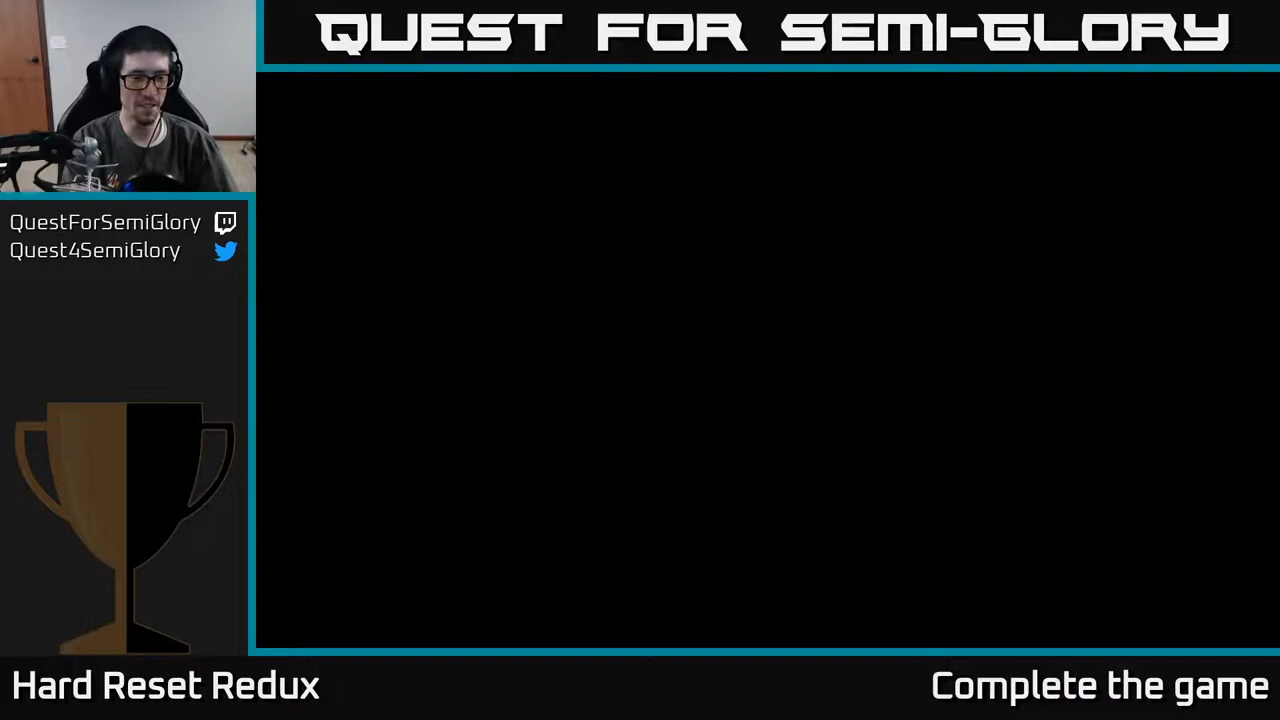 QUEST FOR SEMI-GLORY
QuestForSemiGlory
Quest4SemiGlory
Hard Reset Redux
Complete the game